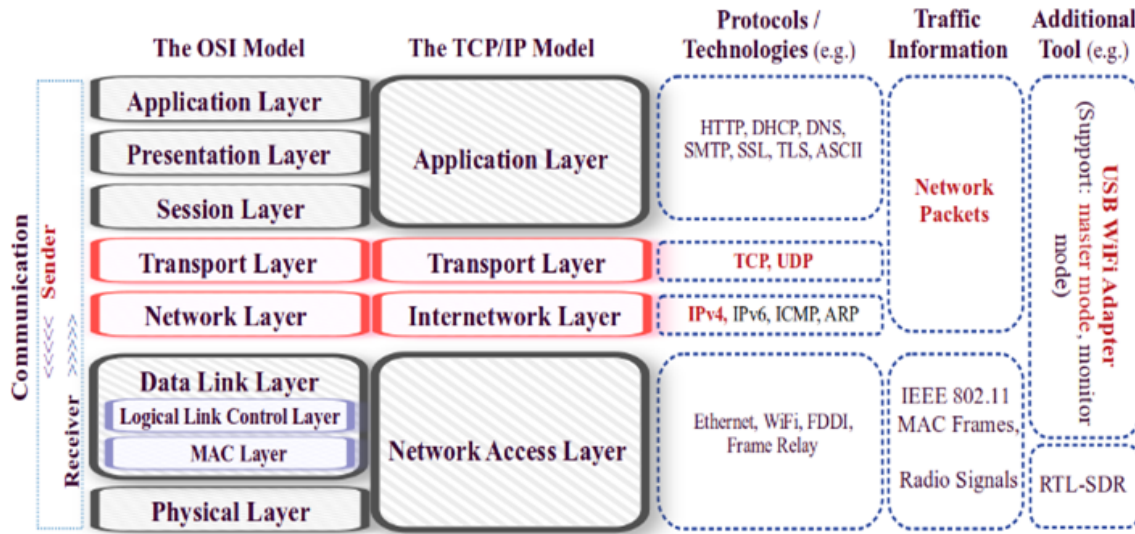 The OSI Model
The TCP/IP Model
Protocols /
Technologies (e.g.)
Traffic
Information
Additional
Tool (e.g.)
Communication
<<<<< Sender
Receiver >>>>>
Application Layer
Presentation Layer
Session Layer
Transport Layer
Network Layer
Data Link Layer
Logical Link Control Layer
MAC Layer
Physical Layer
Application Layer
Transport Layer
Internetwork Layer
Network Access Layer
HTTP, DHCP, DNS,
SMTP, SSL, TLS, ASCII
TCP, UDP
IPv4, IPv6, ICMP, ARP
Ethernet, WiFi, FDDI,
Frame Relay
Network
Packets
IEEE 802.11
MAC Frames,
Radio Signals
USB WiFi Adapter
(Support: master mode, monitor
mode)
RTL-SDR